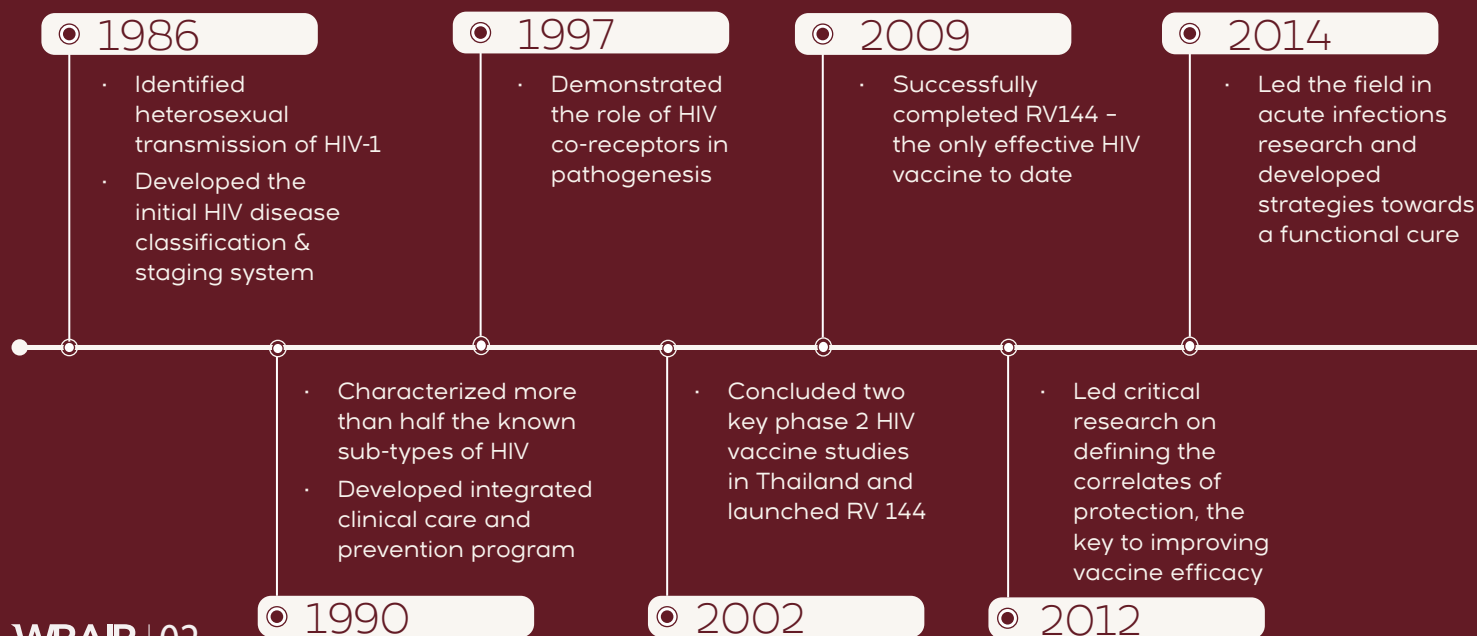 1986
· Identified
heterosexual
transmission of HIV-1
· Developed the
initial HIV disease
classification &
staging system
1997
· Demonstrated
the role of HIV
co-receptors in
pathogenesis
2009
· Successfully
completed RV144 –
the only effective HIV
vaccine to date
2014
· Led the field in
acute infections
research and
developed
strategies towards
a functional cure
· Characterized more
than half the known
sub-types of HIV
· Developed integrated
clinical care and
prevention program
1990
· Concluded two
key phase 2 HIV
vaccine studies
in Thailand and
launched RV 144
2002
· Led critical
research on
defining the
correlates of
protection, the
key to improving
vaccine efficacy
2012
WRAIR | 02